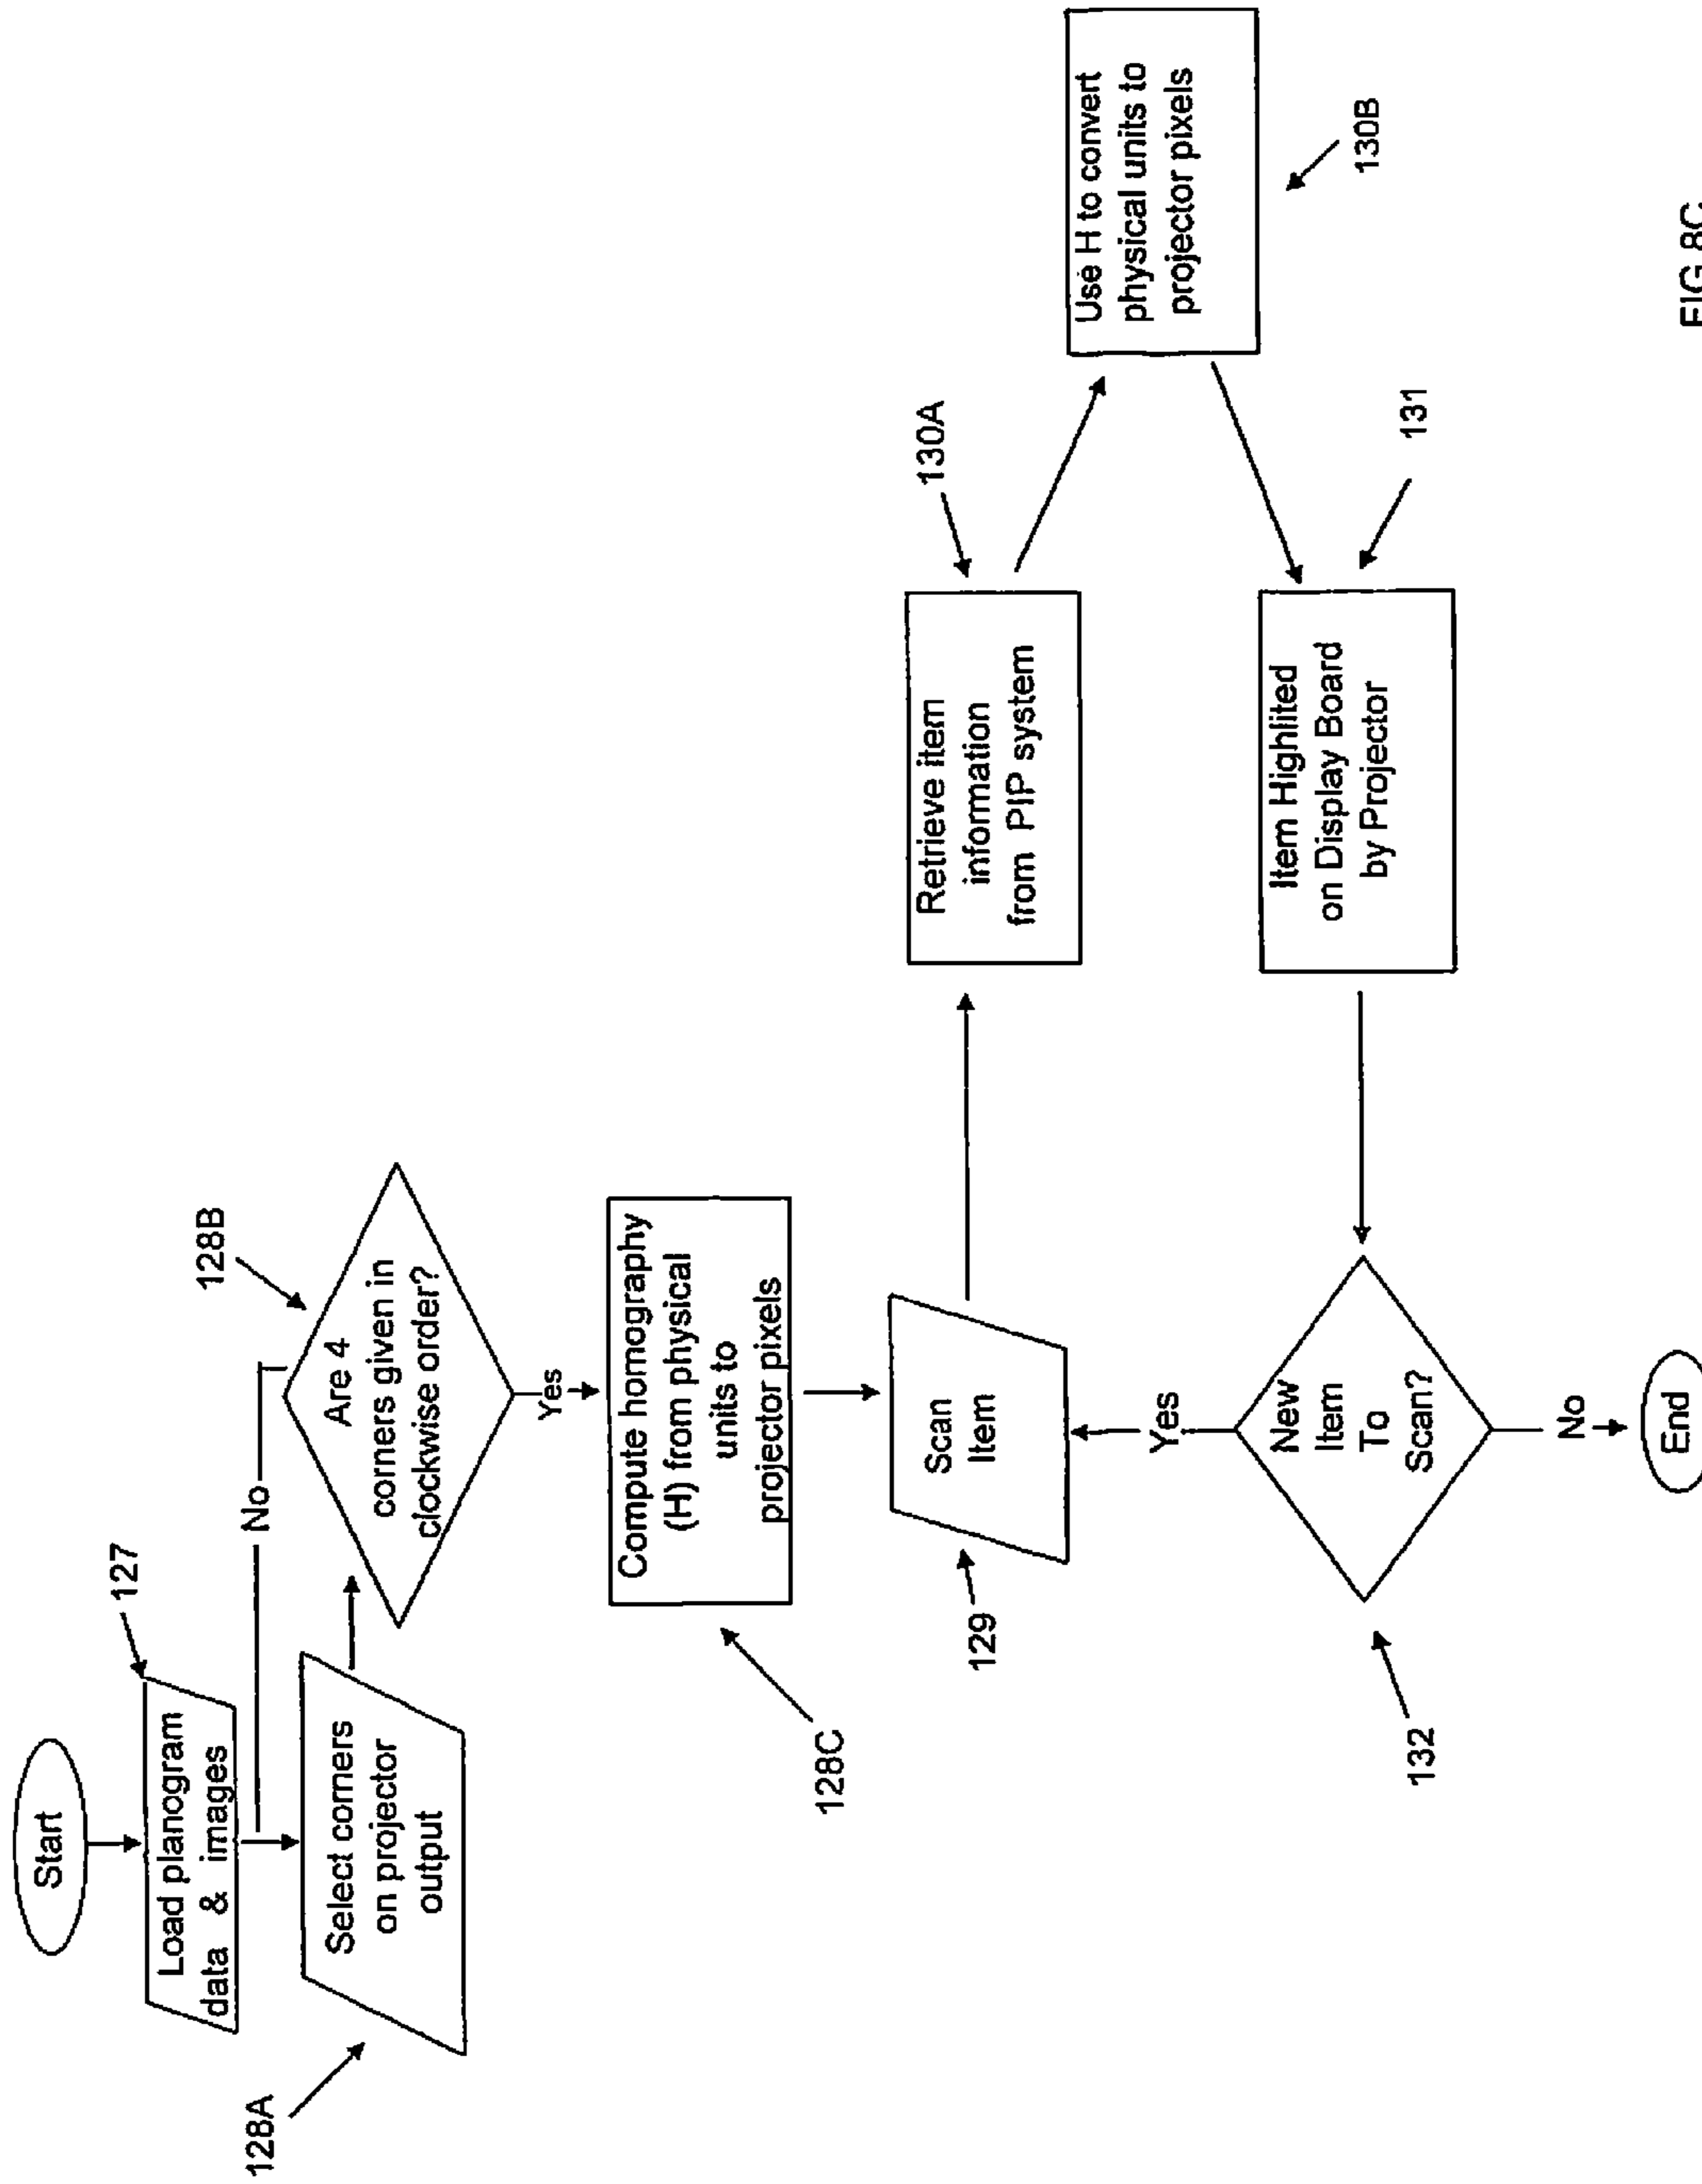 Start
127
Load planogram
data & images
No
128A
Select corners
on projector
output
128B
Are 4
corners given in
clockwise order?
Yes
128C
Compute homography
(H) from physical
units to
projector pixels
129
Scan
Item
130A
Retrieve item
information
from PIP system
130B
Use H to convert
physical units to
projector pixels
131
Item Highlited
on Display Board
by Projector
132
New
Item
To
Scan?
Yes
No
End
FIG 8C